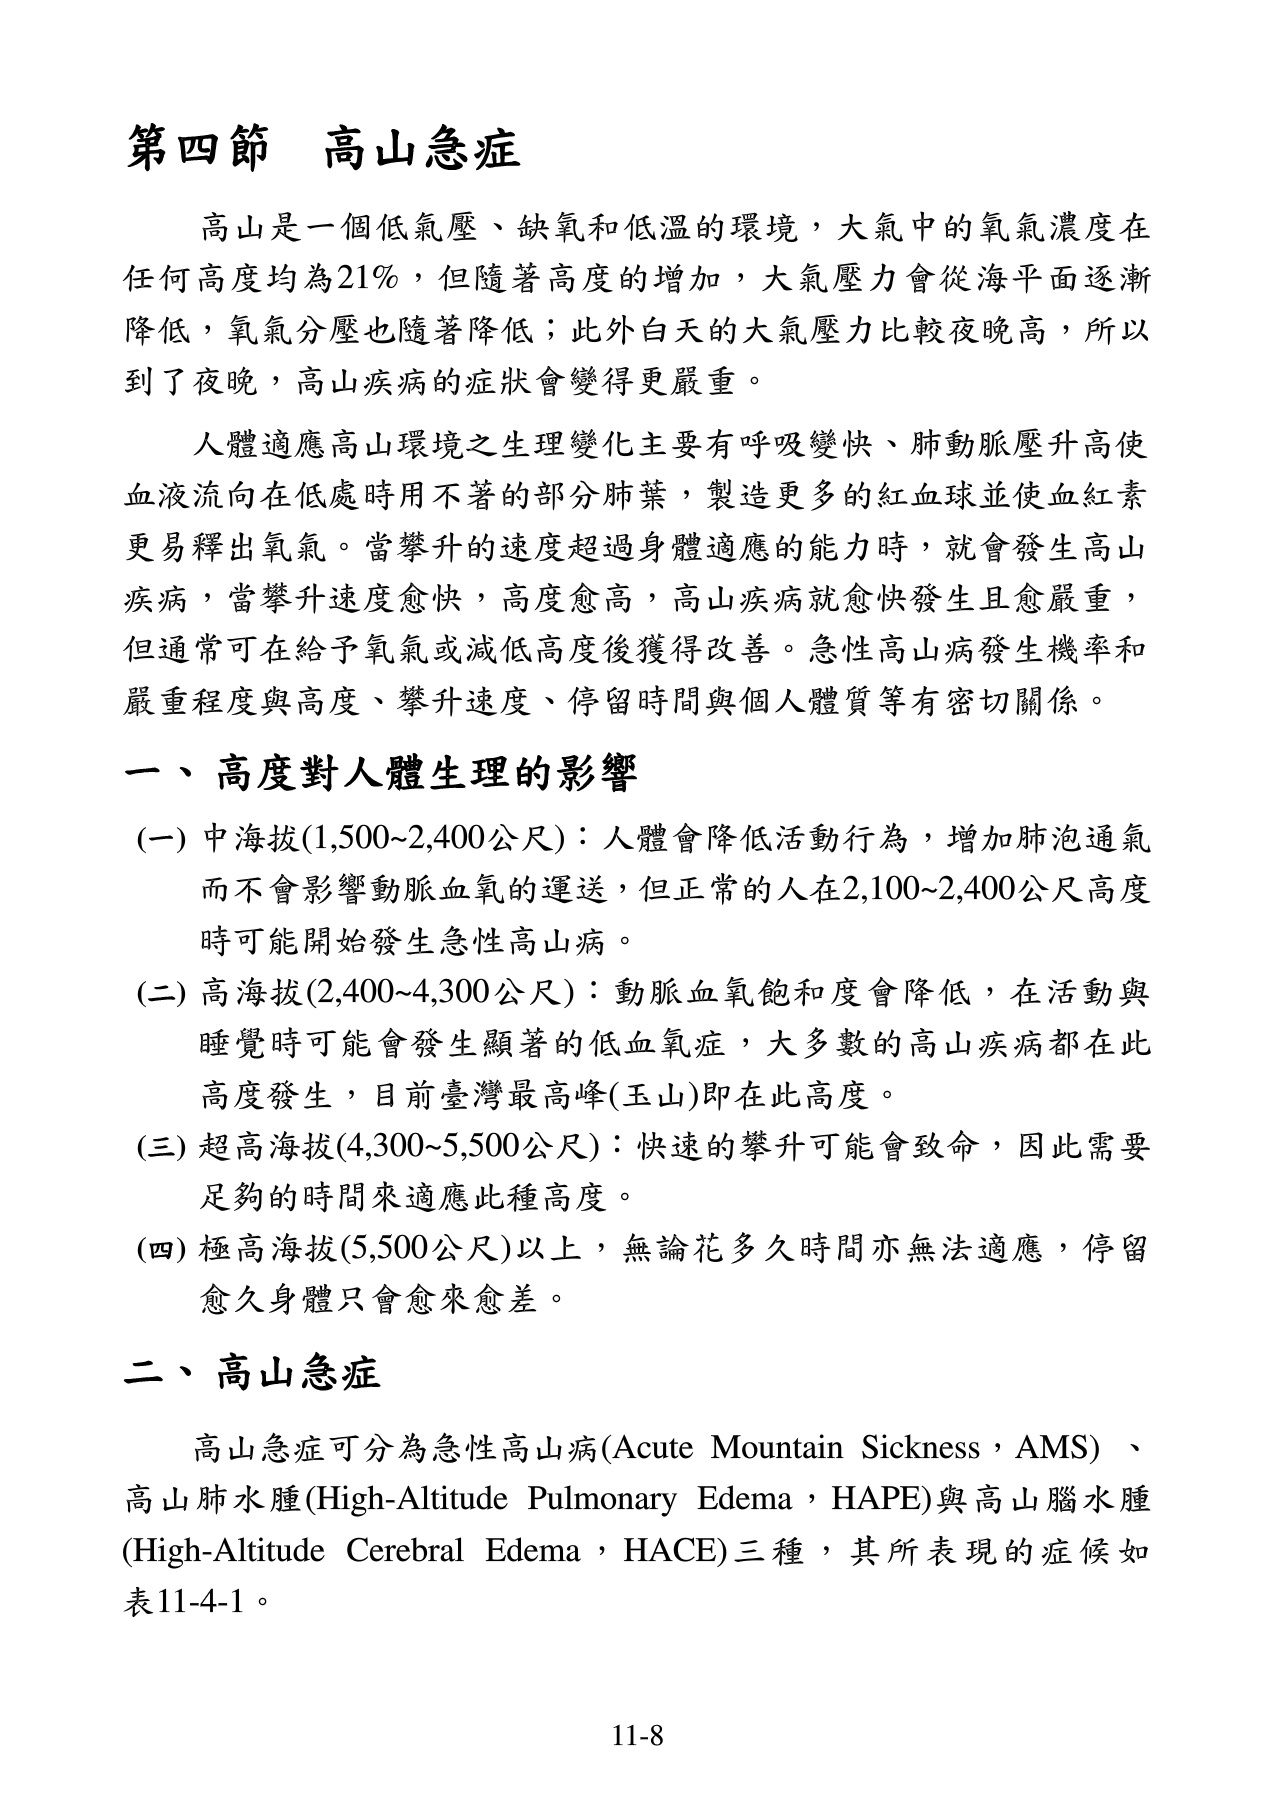 第四節　高山急症
高山是一個低氣壓、缺氧和低溫的環境，大氣中的氧氣濃度在
任何高度均為21%，但隨著高度的增加，大氣壓力會從海平面逐漸
降低，氧氣分壓也隨著降低；此外白天的大氣壓力比較夜晚高，所以
到了夜晚，高山疾病的症狀會變得更嚴重。
人體適應高山環境之生理變化主要有呼吸變快、肺動脈壓升高使
血液流向在低處時用不著的部分肺葉，製造更多的紅血球並使血紅素
更易釋出氧氣。當攀升的速度超過身體適應的能力時，就會發生高山
疾病，當攀升速度愈快，高度愈高，高山疾病就愈快發生且愈嚴重，
但通常可在給予氧氣或減低高度後獲得改善。急性高山病發生機率和
嚴重程度與高度、攀升速度、停留時間與個人體質等有密切關係。
一、高度對人體生理的影響
(一) 中海拔(1,500~2,400公尺)：人體會降低活動行為，增加肺泡通氣
而不會影響動脈血氧的運送，但正常的人在2,100~2,400公尺高度
時可能開始發生急性高山病。
(二) 高海拔(2,400~4,300公尺)：動脈血氧飽和度會降低，在活動與
睡覺時可能會發生顯著的低血氧症，大多數的高山疾病都在此
高度發生，目前臺灣最高峰(玉山)即在此高度。
(三) 超高海拔(4,300~5,500公尺)：快速的攀升可能會致命，因此需要
足夠的時間來適應此種高度。
(四) 極高海拔(5,500公尺)以上，無論花多久時間亦無法適應，停留
愈久身體只會愈來愈差。
二、高山急症
高山急症可分為急性高山病(Acute Mountain Sickness，AMS) 、
高山肺水腫(High-Altitude Pulmonary Edema，HAPE)與高山腦水腫
(High-Altitude Cerebral Edema，HACE)三種，其所表現的症候如
表11-4-1。
11-8